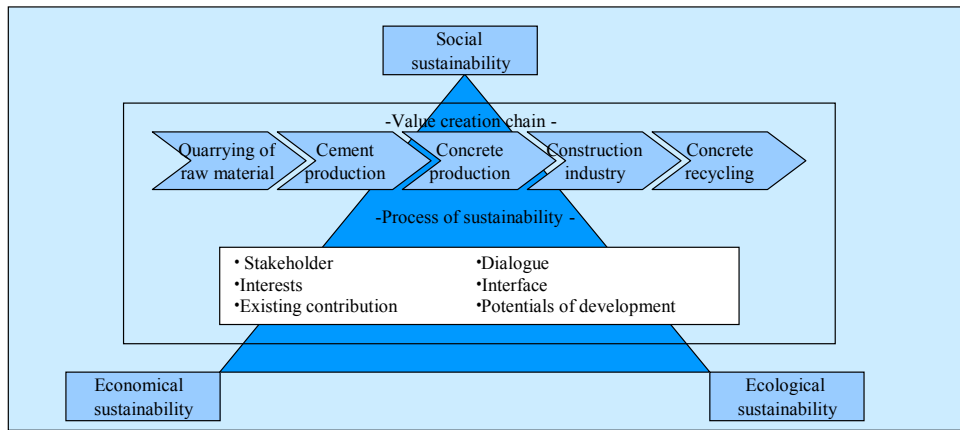 Social
sustainability
-Value creation chain -
Quarrying of
raw material
Cement
production
Concrete
production
Construction
industry
Concrete
recycling
-Process of sustainability -
• Stakeholder
•Interests
•Existing contribution
•Dialogue
•Interface
•Potentials of development
Economical
sustainability
Ecological
sustainability